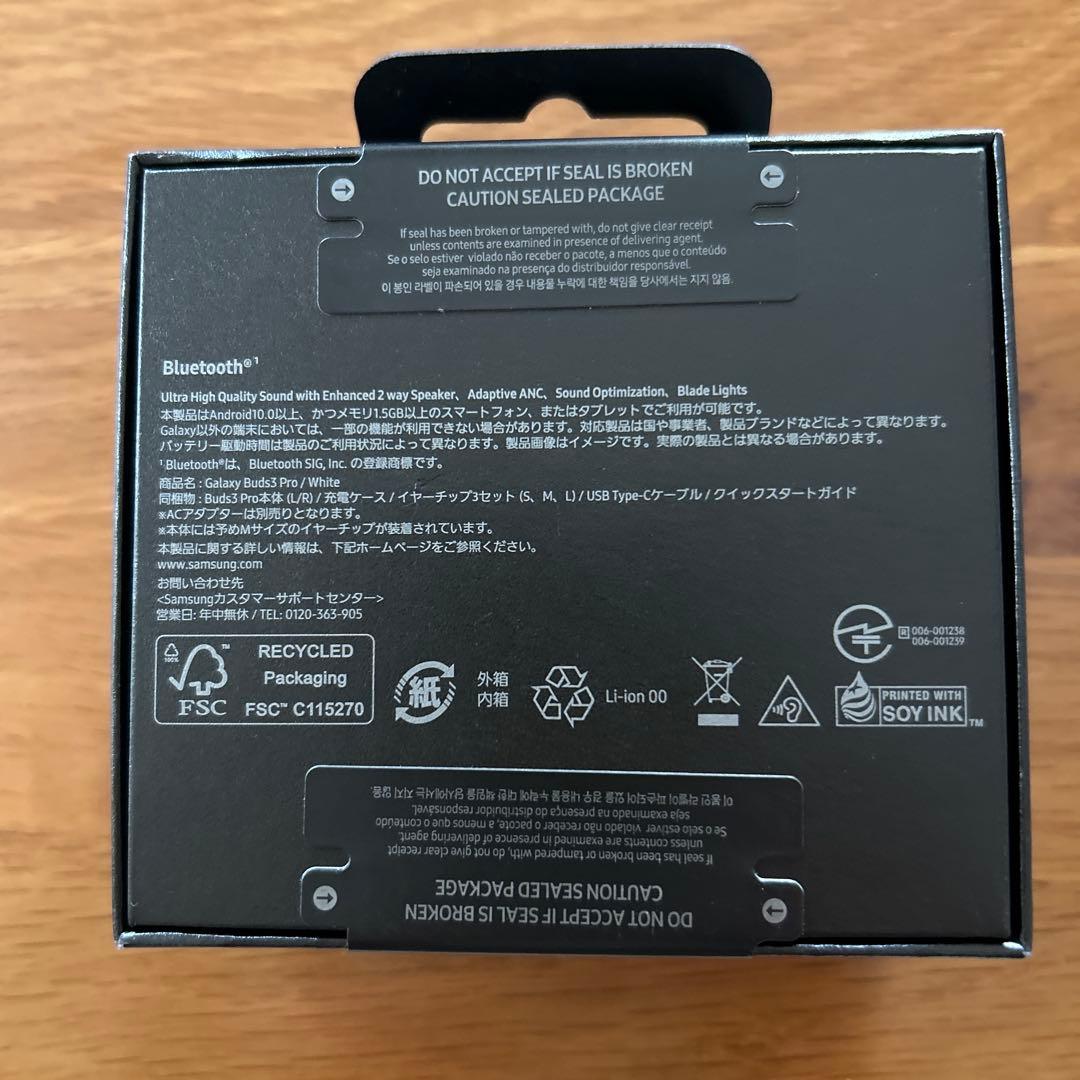 DO NOT ACCEPT IF SEAL IS BROKEN
CAUTION SEALED PACKAGE
If seal has been broken or tampered with, do not give clear receipt
unless contents are examined in presence of delivering agent.
Se o selo estiver violado não receber o pacote, a menos que o conteúdo
seja examinado na presença do distribuidor responsável.
이 봉인 라벨이 파손되어 있을 경우 내용물 누락에 대한 책임을 당사에서는 지지 않음.
Bluetooth®¹
Ultra High Quality Sound with Enhanced 2 way Speaker、Adaptive ANC、Sound Optimization、Blade Lights
本製品はAndroid10.0以上、かつメモリ1.5GB以上のスマートフォン、またはタブレットでご利用が可能です。
Galaxy以外の端末においては、一部の機能が利用できない場合があります。対応製品は国や事業者、製品ブランドなどによって異なります。
バッテリー駆動時間は製品のご利用状況によって異なります。製品画像はイメージです。実際の製品とは異なる場合があります。
¹Bluetooth®は、Bluetooth SIG, Inc. の登録商標です。
商品名 : Galaxy Buds3 Pro / White
同梱物 : Buds3 Pro本体 (L/R) / 充電ケース / イヤーチップ3セット (S、M、L) / USB Type-Cケーブル / クイックスタートガイド
※ACアダプターは別売りとなります。
※本体には予めMサイズのイヤーチップが装着されています。
本製品に関する詳しい情報は、下記ホームページをご参照ください。
www.samsung.com
お問い合わせ先
<Samsungカスタマーサポートセンター>
営業日: 年中無休 / TEL: 0120-363-905
R 006-001238
006-001239
100%
FSC™
RECYCLED
Packaging
FSC™ C115270
紙
外箱
内箱
Li-ion 00
PRINTED WITH
SOY INK™
DO NOT ACCEPT IF SEAL IS BROKEN
CAUTION SEALED PACKAGE
If seal has been broken or tampered with, do not give clear receipt
unless contents are examined in presence of delivering agent.
Se o selo estiver violado não receber o pacote, a menos que o conteúdo
seja examinado na presença do distribuidor responsável.
이 봉인 라벨이 파손되어 있을 경우 내용물 누락에 대한 책임을 당사에서는 지지 않음.